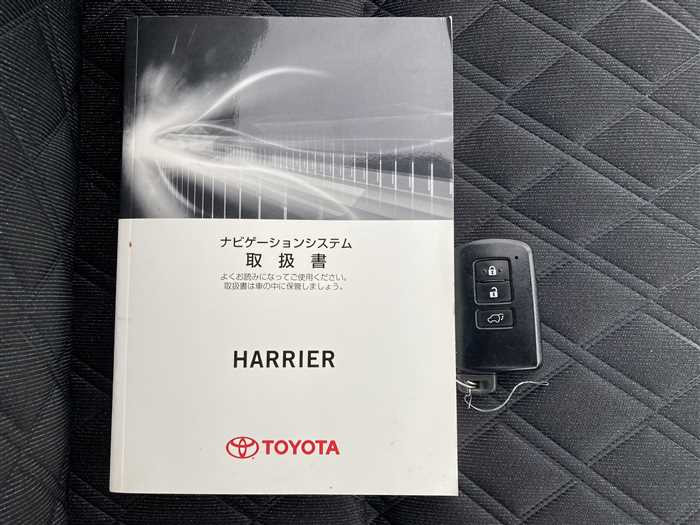 ナビゲーションシステム
取扱書
よくお読みになってご使用ください。
取扱書は車の中に保管しましょう。
HARRIER
TOYOTA